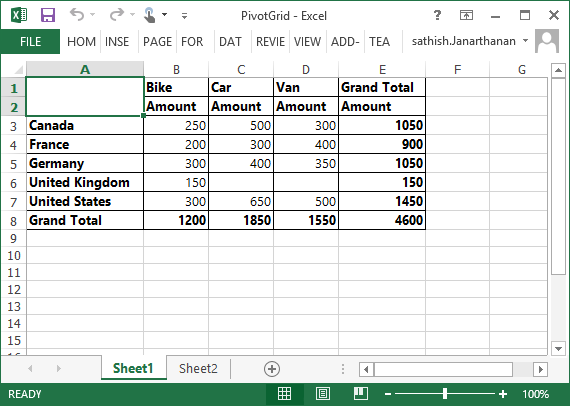 PivotGrid - Excel
FILE HOM INSE PAGE FOR DAT REVIE VIEW ADD- TEA sathish.Janarthanan
A B C D E F G
1 Bike Car Van Grand Total
2 Amount Amount Amount Amount
3 Canada 250 500 300 1050
4 France 200 300 400 900
5 Germany 300 400 350 1050
6 United Kingdom 150 150
7 United States 300 650 500 1450
8 Grand Total 1200 1850 1550 4600
9
10
11
12
13
14
15
Sheet1 Sheet2
READY 100%